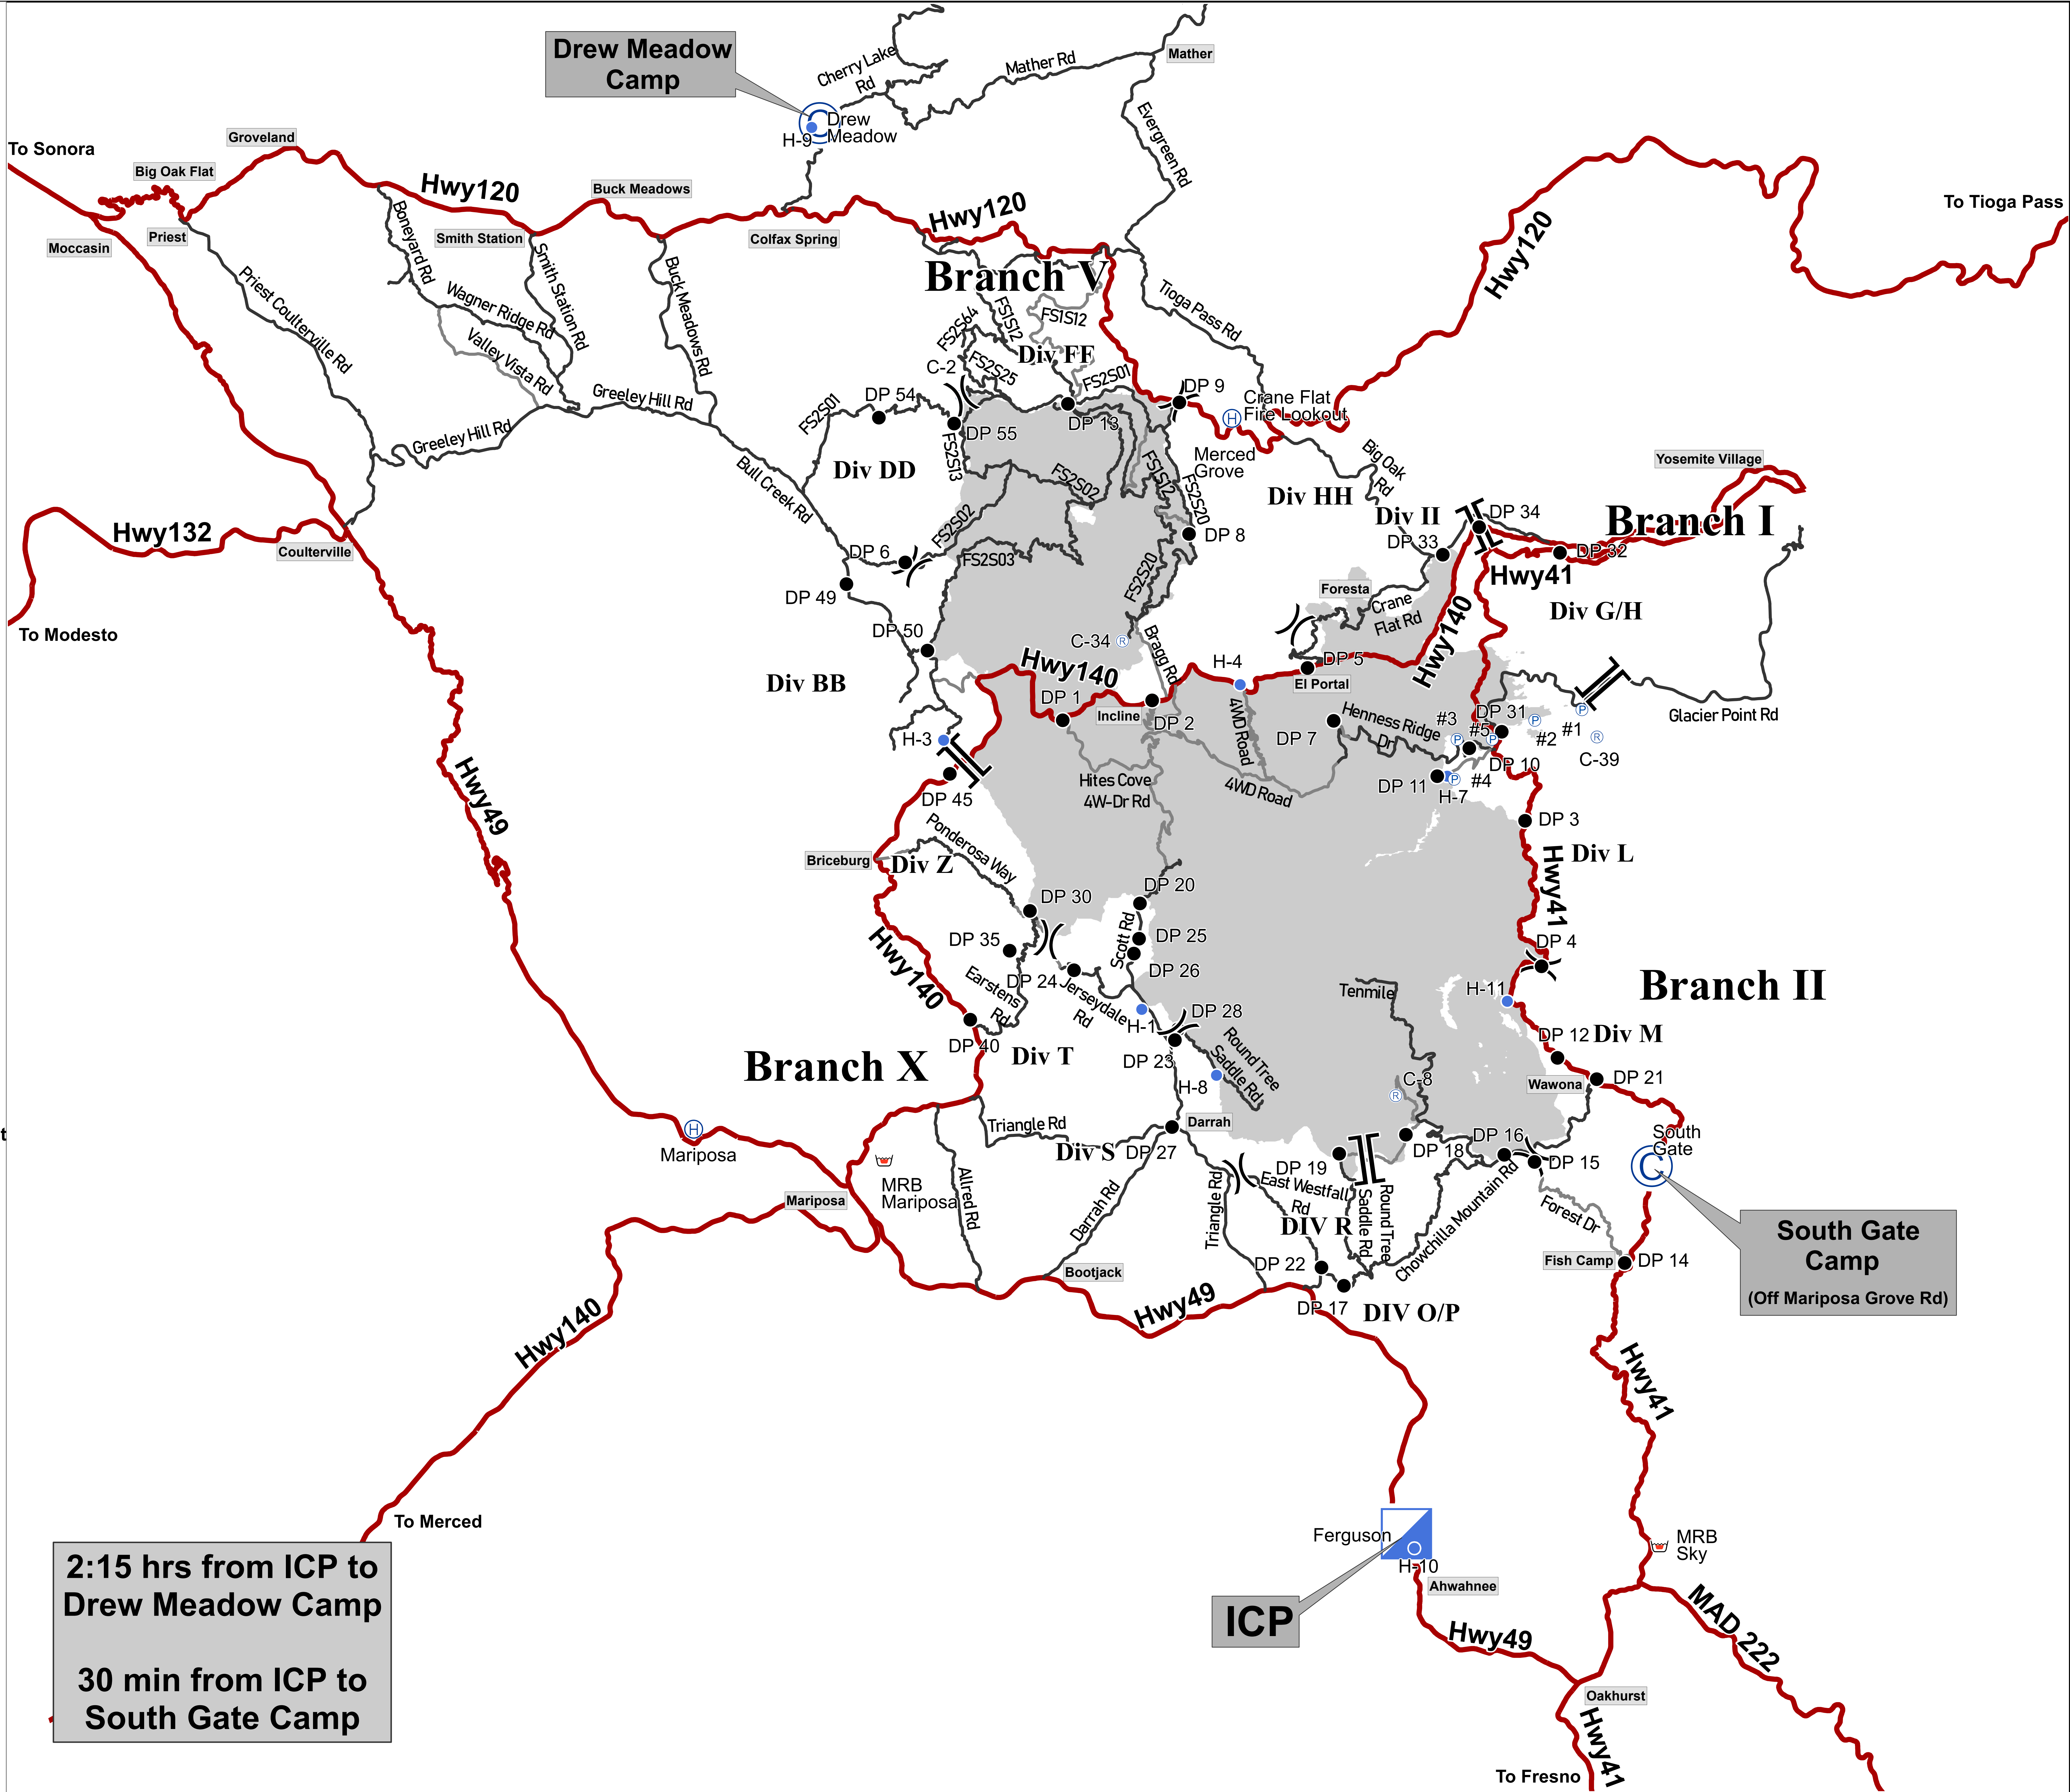 Drew Meadow
Camp
Cherry Lake
Rd
Mather Rd
Mather
Drew
Meadow
H-9
Evergreen Rd
To Sonora
Groveland
Big Oak Flat
Hwy120
Buck Meadows
Hwy120
To Tioga Pass
Moccasin
Priest
Smith Station
Colfax Spring
Hwy120
Branch V
Boneyard Rd
Smith Station Rd
Buck Meadows Rd
Priest Coulterville Rd
Wagner Ridge Rd
Valley Vista Rd
Tioga Pass Rd
FS1S12
FS1S12
FS2S64
Div FF
C-2
FS2S25
FS2S01
DP 9
Crane Flat
Fire Lookout
Greeley Hill Rd
Greeley Hill Rd
FS2S01
DP 54
DP 55
DP 13
Merced
Grove
Big Oak
Rd
Yosemite Village
Div DD
FS2S13
FS2S02
FS1S12
FS2S20
Div HH
Bull Creek Rd
Hwy132
Coulterville
FS2S02
DP 8
Div II
DP 34
Branch I
DP 33
DP 32
DP 6
FS2S03
FS2S20
Hwy41
DP 49
Foresta
Crane
Flat Rd
Hwy140
Div G/H
To Modesto
DP 50
C-34
R
Bragg Rd
Hwy140
H-4
DP 5
El Portal
Div BB
DP 1
Incline
DP 2
4WD Road
DP 7
Henness Ridge
Dr
#3
DP 31
#5
P
P
P
P
#2
#1
R
C-39
Glacier Point Rd
H-3
DP 45
Hites Cove
4W-Dr Rd
4WD Road
DP 11
P
#4
H-7
DP 10
DP 3
Hwy49
Ponderosa Way
Briceburg
Div Z
Hwy41
Div L
DP 30
DP 20
DP 35
Scott Rd
DP 25
DP 26
DP 4
Hwy140
DP 24
Earstens
Rd
Jerseydale
Rd
H-1
DP 28
Tenmile
H-11
Branch II
DP 40
Div T
DP 23
Round Tree
Saddle Rd
DP 12
Div M
Branch X
H-8
C-8
R
Wawona
DP 21
t
H
Mariposa
Triangle Rd
Div S
DP 27
Darrah
DP 18
DP 16
DP 15
South
Gate
C
MRB
Mariposa
Mariposa
Allred Rd
Darrah Rd
Triangle Rd
DP 19
East Westfall
Rd
DIV R
Saddle Rd
Round Tree
Chowchilla Mountain Rd
Forest Dr
South Gate
Camp
(Off Mariposa Grove Rd)
Bootjack
DP 22
DP 17
DIV O/P
Fish Camp
DP 14
Hwy49
Hwy140
Hwy41
To Merced
Ferguson
H-10
Ahwahnee
MRB
Sky
ICP
Hwy49
MAD 222
Oakhurst
Hwy41
To Fresno
2:15 hrs from ICP to
Drew Meadow Camp
30 min from ICP to
South Gate Camp